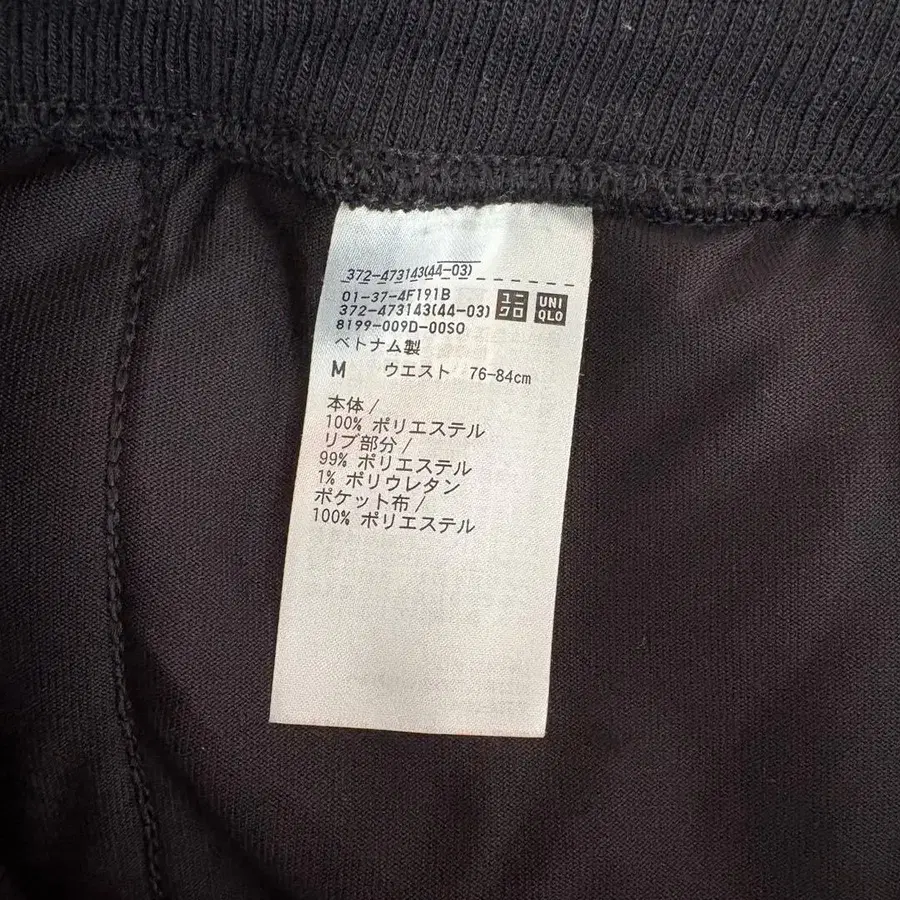 372-473143(44-03)
01-37-4F191B
372-473143(44-03)
ユニ
クロ
UNI
QLO
8199-009D-00SO
ベトナム製
M ウエスト 76-84cm
本体/
100% ポリエステル
リブ部分/
99% ポリエステル
1% ポリウレタン
ポケット布/
100% ポリエステル